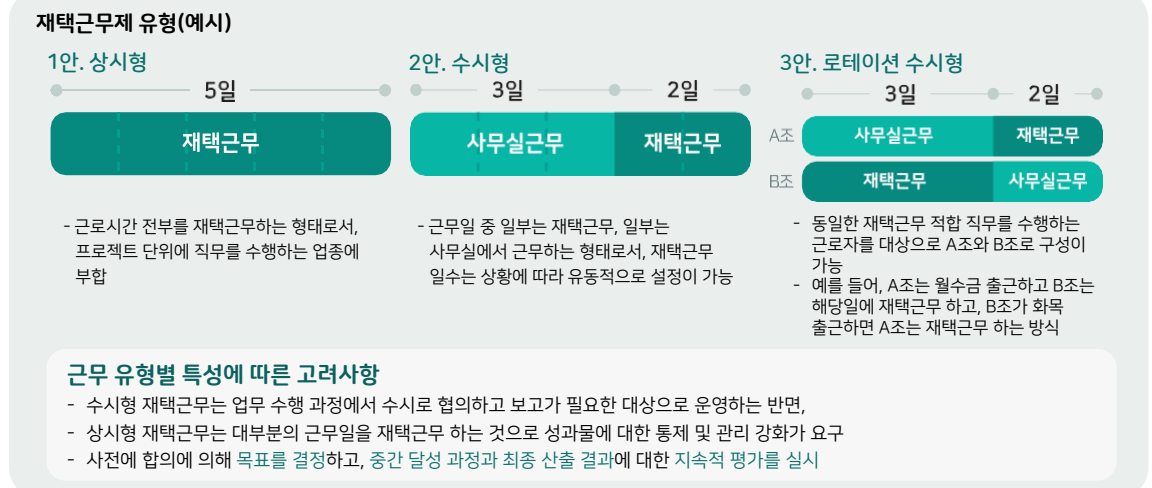 재택근무제 유형(예시)
1안. 상시형
5일
재택근무
- 근로시간 전부를 재택근무하는 형태로서,
프로젝트 단위에 직무를 수행하는 업종에
부합
2안. 수시형
3일
2일
사무실근무
재택근무
- 근무일 중 일부는 재택근무, 일부는
사무실에서 근무하는 형태로서, 재택근무
일수는 상황에 따라 유동적으로 설정이 가능
3안. 로테이션 수시형
3일
2일
A조
사무실근무
재택근무
B조
재택근무
사무실근무
- 동일한 재택근무 적합 직무를 수행하는
근로자를 대상으로 A조와 B조로 구성이
가능
- 예를 들어, A조는 월수금 출근하고 B조는
해당일에 재택근무 하고, B조가 화목
출근하면 A조는 재택근무 하는 방식
근무 유형별 특성에 따른 고려사항
- 수시형 재택근무는 업무 수행 과정에서 수시로 협의하고 보고가 필요한 대상으로 운영하는 반면,
- 상시형 재택근무는 대부분의 근무일을 재택근무 하는 것으로 성과물에 대한 통제 및 관리 강화가 요구
- 사전에 합의에 의해 목표를 결정하고, 중간 달성 과정과 최종 산출 결과에 대한 지속적 평가를 실시